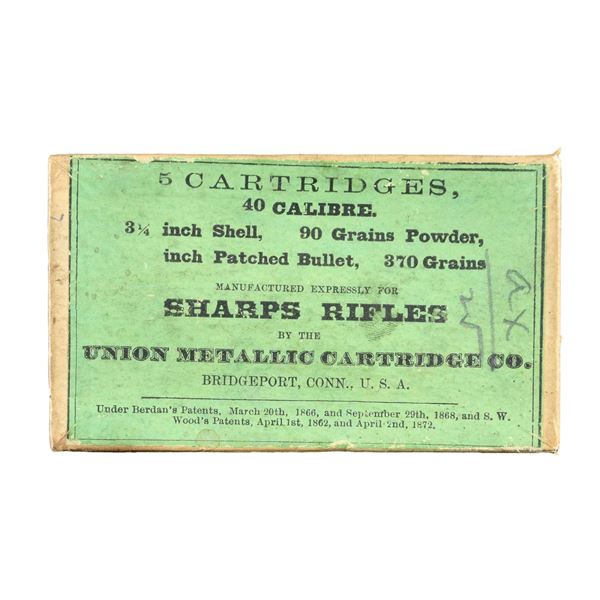 5 CARTRIDGES,
40 CALIBRE.
3¼ inch Shell, 90 Grains Powder,
inch Patched Bullet, 370 Grains
MANUFACTURED EXPRESSLY FOR
SHARPS RIFLES
BY THE
UNION METALLIC CARTRIDGE CO.
BRIDGEPORT, CONN., U. S. A.
Under Berdan's Patents, March 20th, 1866, and September 29th, 1868, and S. W.
Wood's Patents, April 1st, 1862, and April 2nd, 1872.